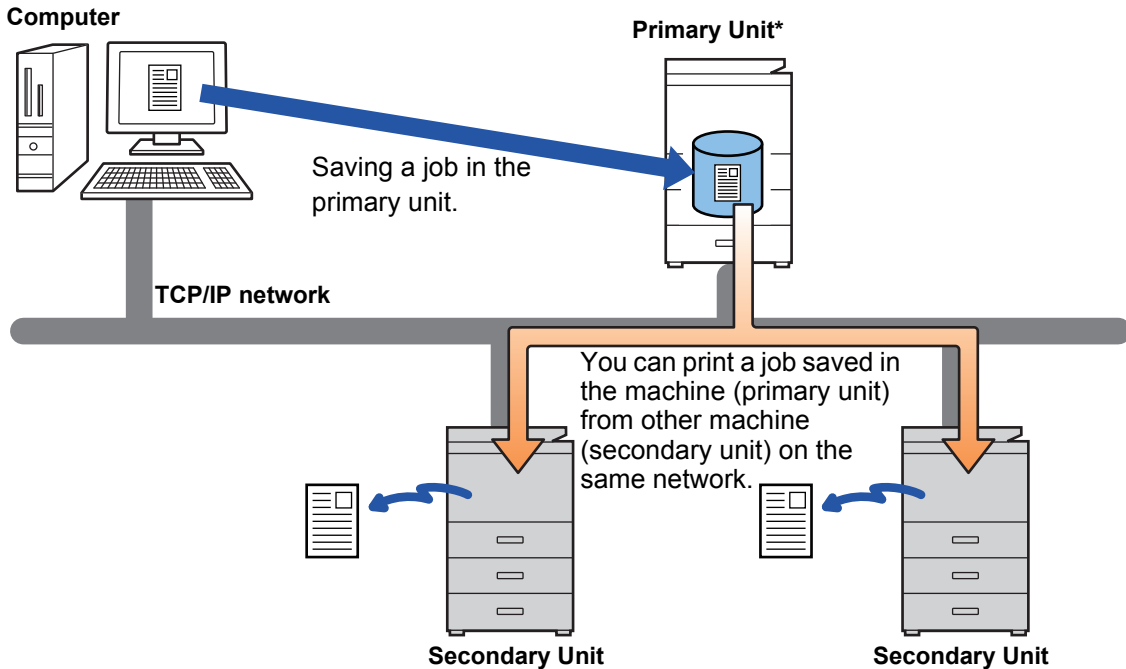 Computer
Primary Unit*
Saving a job in the
primary unit.
TCP/IP network
You can print a job saved in
the machine (primary unit)
from other machine
(secondary unit) on the
same network.
Secondary Unit
Secondary Unit